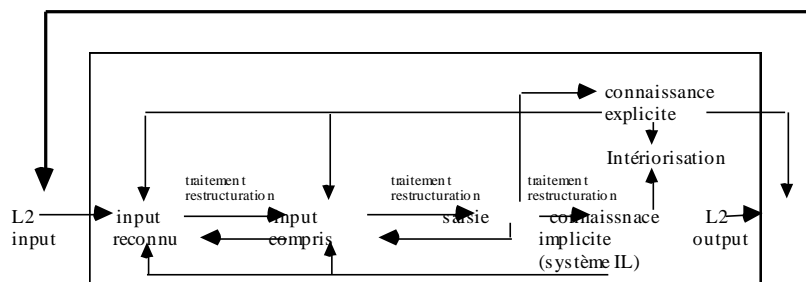 connaissance
explicite
Intériorisation
traitement
restructuration
traitement
restructuration
traitement
restructuration
L2
input
input
reconnu
input
compris
saisie
connaissnace
implicite
(système IL)
L2
output